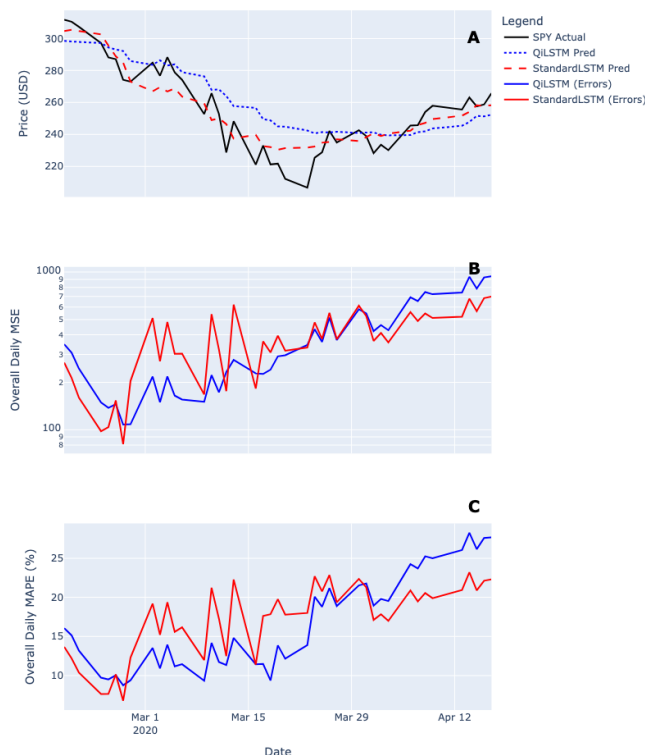 Legend
SPY Actual
QiLSTM Pred
StandardLSTM Pred
QiLSTM (Errors)
StandardLSTM (Errors)
A
300
280
260
240
220
Price (USD)
B
1000
9
8
7
6
5
4
3
2
100
9
8
Overall Daily MSE
C
25
20
15
10
Overall Daily MAPE (%)
Mar 1
2020
Mar 15
Mar 29
Apr 12
Date